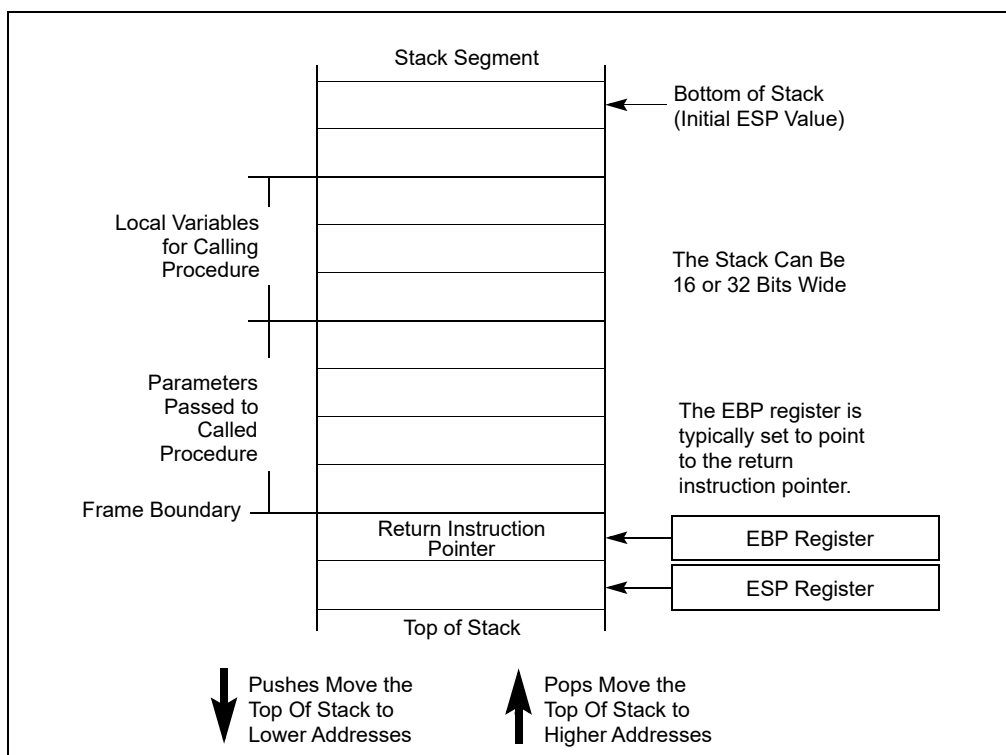 Stack Segment
Bottom of Stack
(Initial ESP Value)
Local Variables
for Calling
Procedure
The Stack Can Be
16 or 32 Bits Wide
Parameters
Passed to
Called
Procedure
The EBP register is
typically set to point
to the return
instruction pointer.
Frame Boundary
Return Instruction
Pointer
EBP Register
ESP Register
Top of Stack
Pushes Move the
Top Of Stack to
Lower Addresses
Pops Move the
Top Of Stack to
Higher Addresses